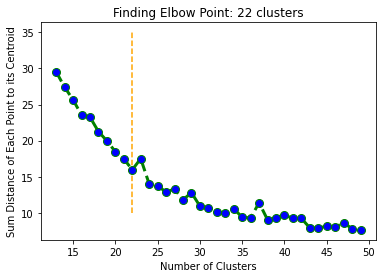 Finding Elbow Point: 22 clusters
Sum Distance of Each Point to its Centroid
35
30
25
20
15
10
15 20 25 30 35 40 45 50
Number of Clusters